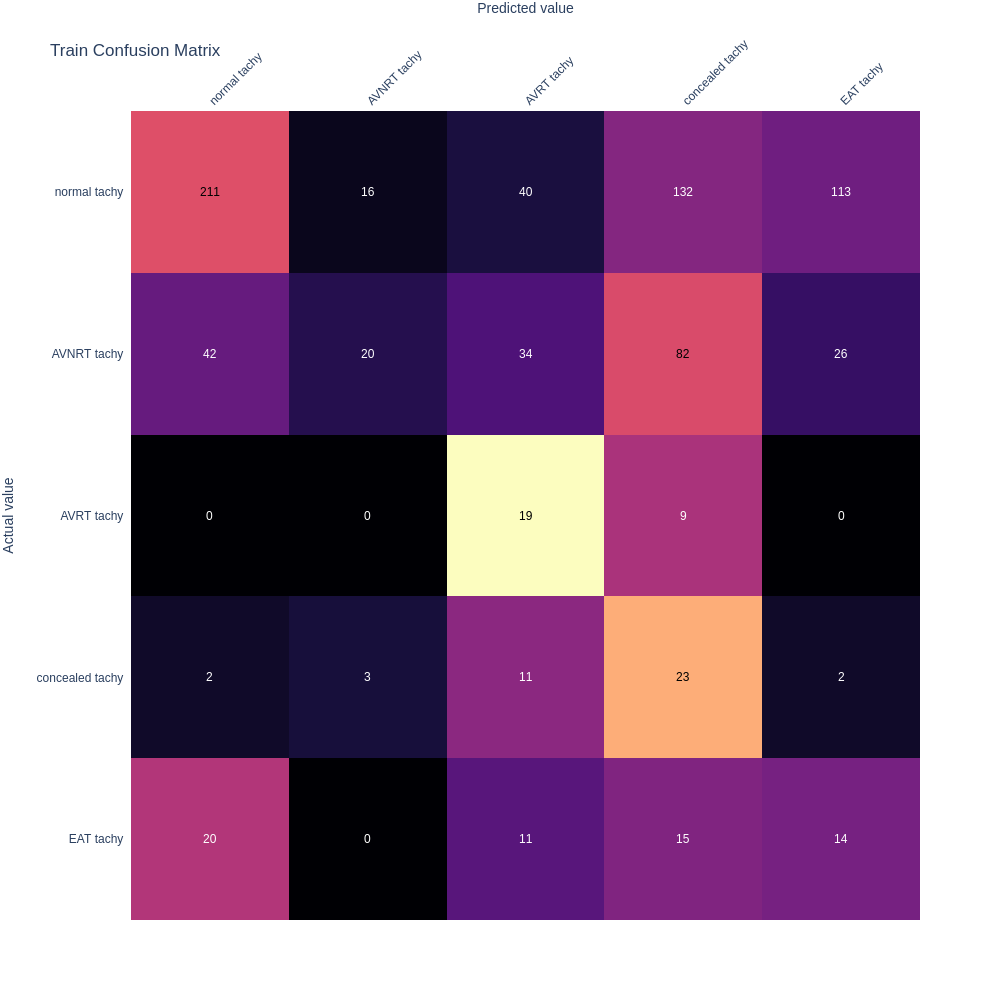 Predicted value
Train Confusion Matrix
normal tachy AVNRT tachy AVRT tachy concealed tachy EAT tachy
normal tachy 211 16 40 132 113
AVNRT tachy 42 20 34 82 26
Actual value
AVRT tachy 0 0 19 9 0
concealed tachy 2 3 11 23 2
EAT tachy 20 0 11 15 14